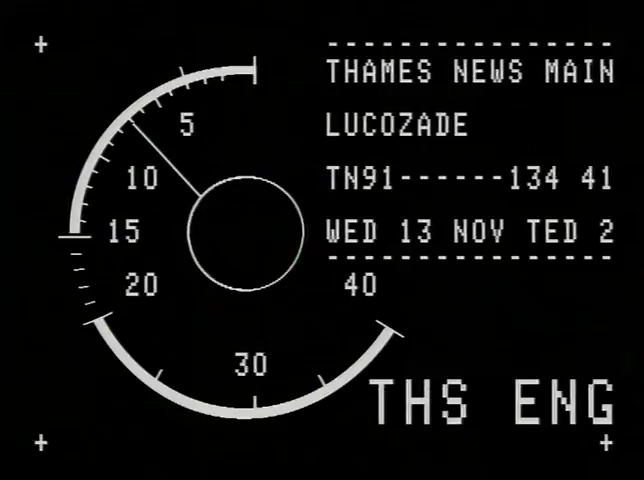 THAMES NEWS MAIN
LUCOZADE
TN91------134 41
WED 13 NOV TED 2
5
10
15
20
30
40
THS ENG